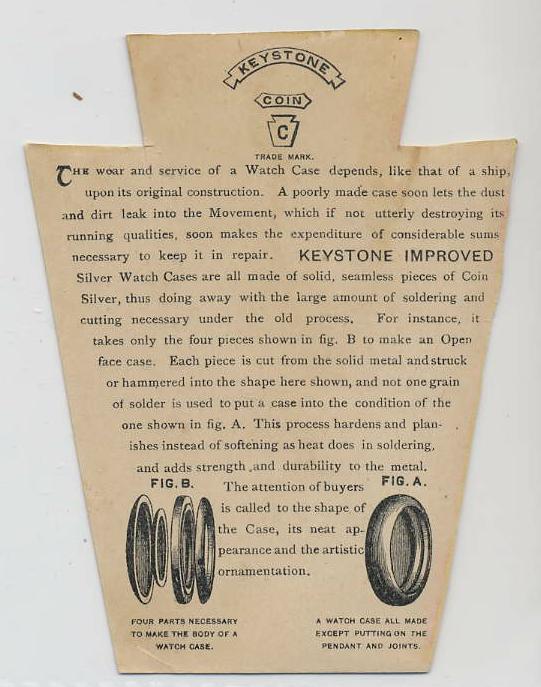 KEYSTONE
COIN
C
TRADE MARK.
THE wear and service of a Watch Case depends, like that of a ship,
upon its original construction. A poorly made case soon lets the dust
and dirt leak into the Movement, which if not utterly destroying its
running qualities, soon makes the expenditure of considerable sums
necessary to keep it in repair. KEYSTONE IMPROVED
Silver Watch Cases are all made of solid, seamless pieces of Coin
Silver, thus doing away with the large amount of soldering and
cutting necessary under the old process. For instance, it
takes only the four pieces shown in fig. B to make an Open
face case. Each piece is cut from the solid metal and struck
or hammered into the shape here shown, and not one grain
of solder is used to put a case into the condition of the
one shown in fig. A. This process hardens and plan-
ishes instead of softening as heat does in soldering,
and adds strength and durability to the metal.
FIG. B.
The attention of buyers
is called to the shape of
the Case, its neat ap-
pearance and the artistic
ornamentation.
FIG. A.
FOUR PARTS NECESSARY
TO MAKE THE BODY OF A
WATCH CASE.
A WATCH CASE ALL MADE
EXCEPT PUTTING ON THE
PENDANT AND JOINTS.